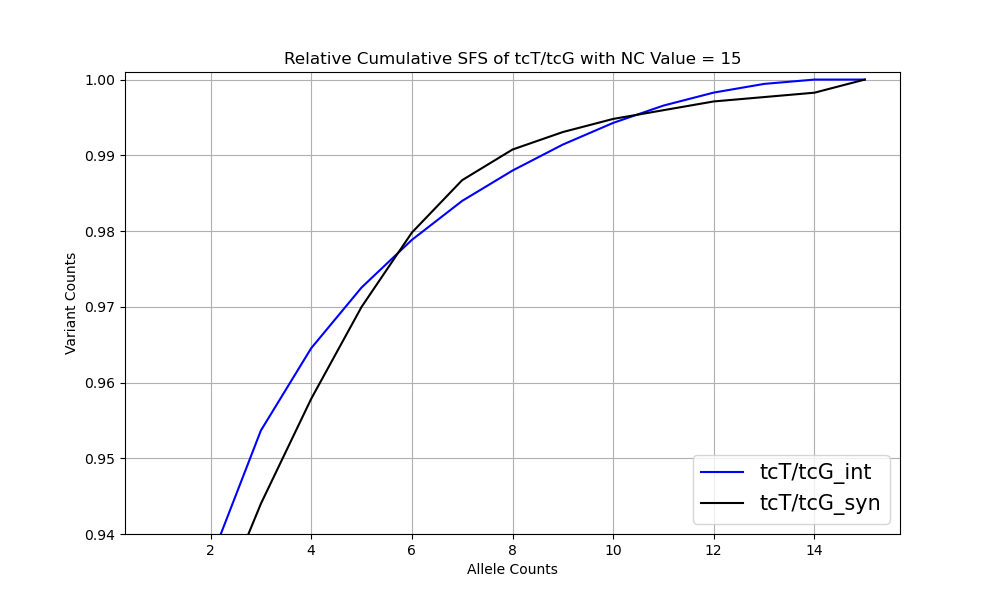 Relative Cumulative SFS of tcT/tcG with NC Value = 15
1.00
0.99
0.98
0.97
0.96
0.95
0.94
Variant Counts
2 4 6 8 10 12 14
Allele Counts
tcT/tcG_int
tcT/tcG_syn